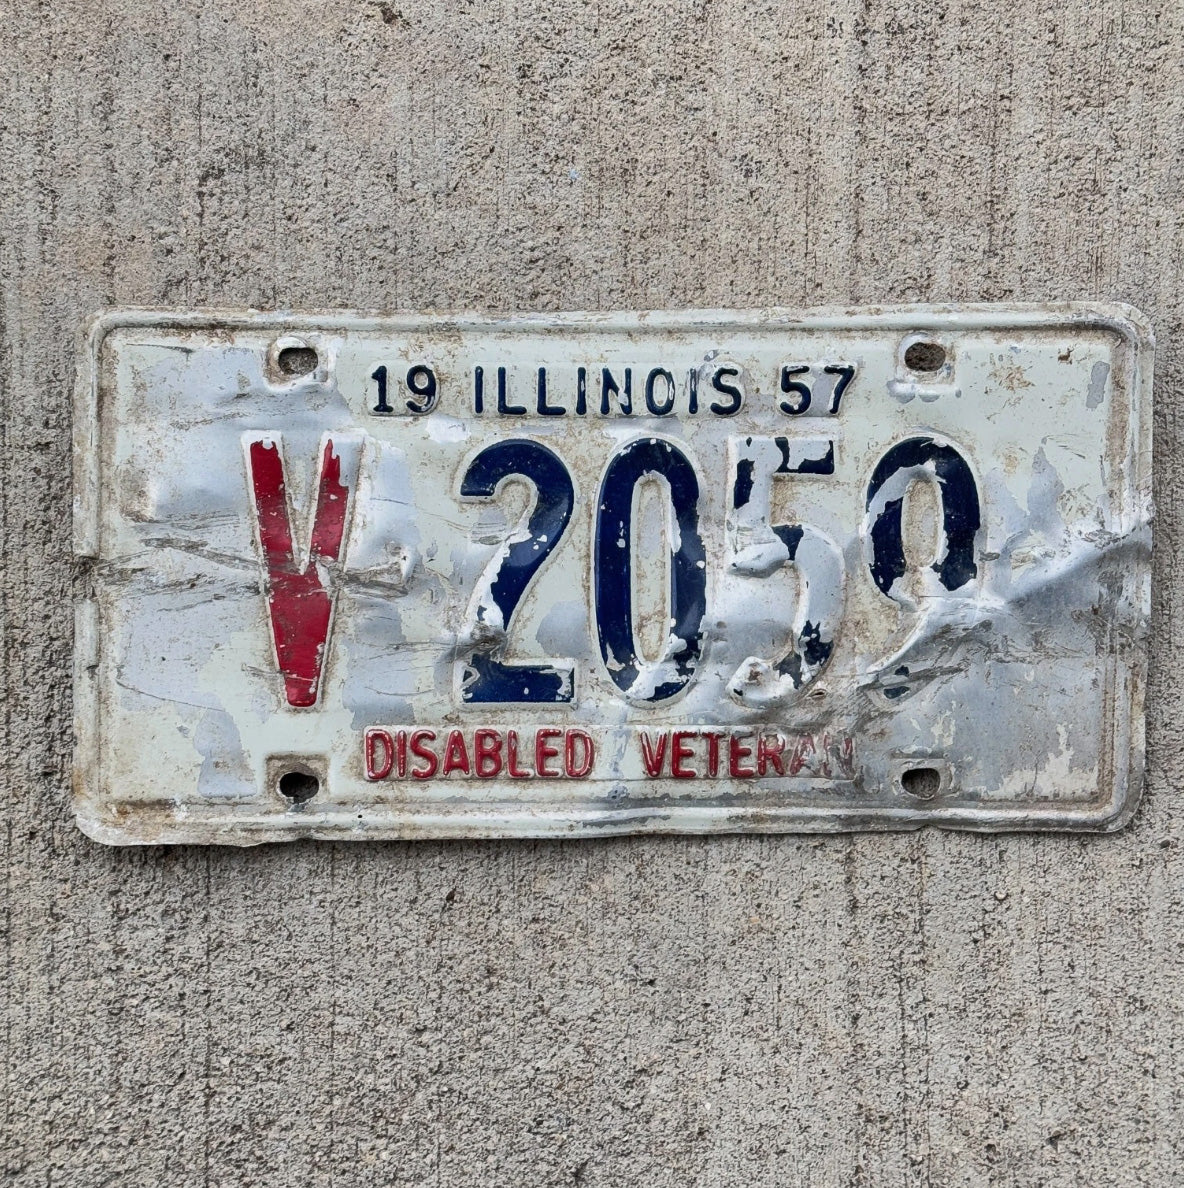 19 ILLINOIS 57
V 2059
DISABLED VETERAN